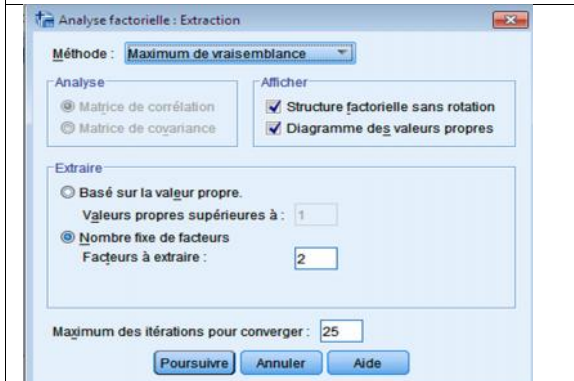 Analyse factorielle : Extraction
Méthode : Maximum de vraisemblance
Analyse
Matrice de corrélation
Matrice de covariance
Afficher
Structure factorielle sans rotation
Diagramme des valeurs propres
Extraire
Basé sur la valeur propre.
Valeurs propres supérieures à : 1
Nombre fixe de facteurs
Facteurs à extraire : 2
Maximum des itérations pour converger : 25
Poursuivre Annuler Aide